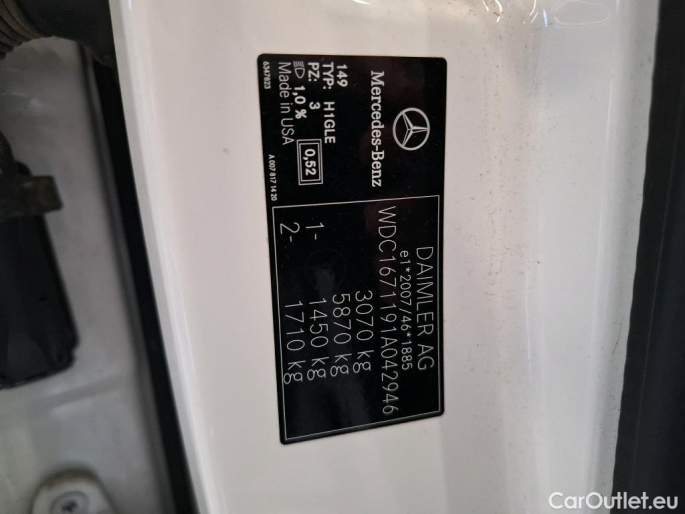 DAIMLER AG
e1*2007/46*1885
WDC1671191A042946
3070 kg
5870 kg
1- 1450 kg
2- 1710 kg
Mercedes-Benz
149
TYP: H1GLE
PZ: 3
1,0 % 0,52
Made in USA
6347623
A 007 817 14 20
CarOutlet.eu